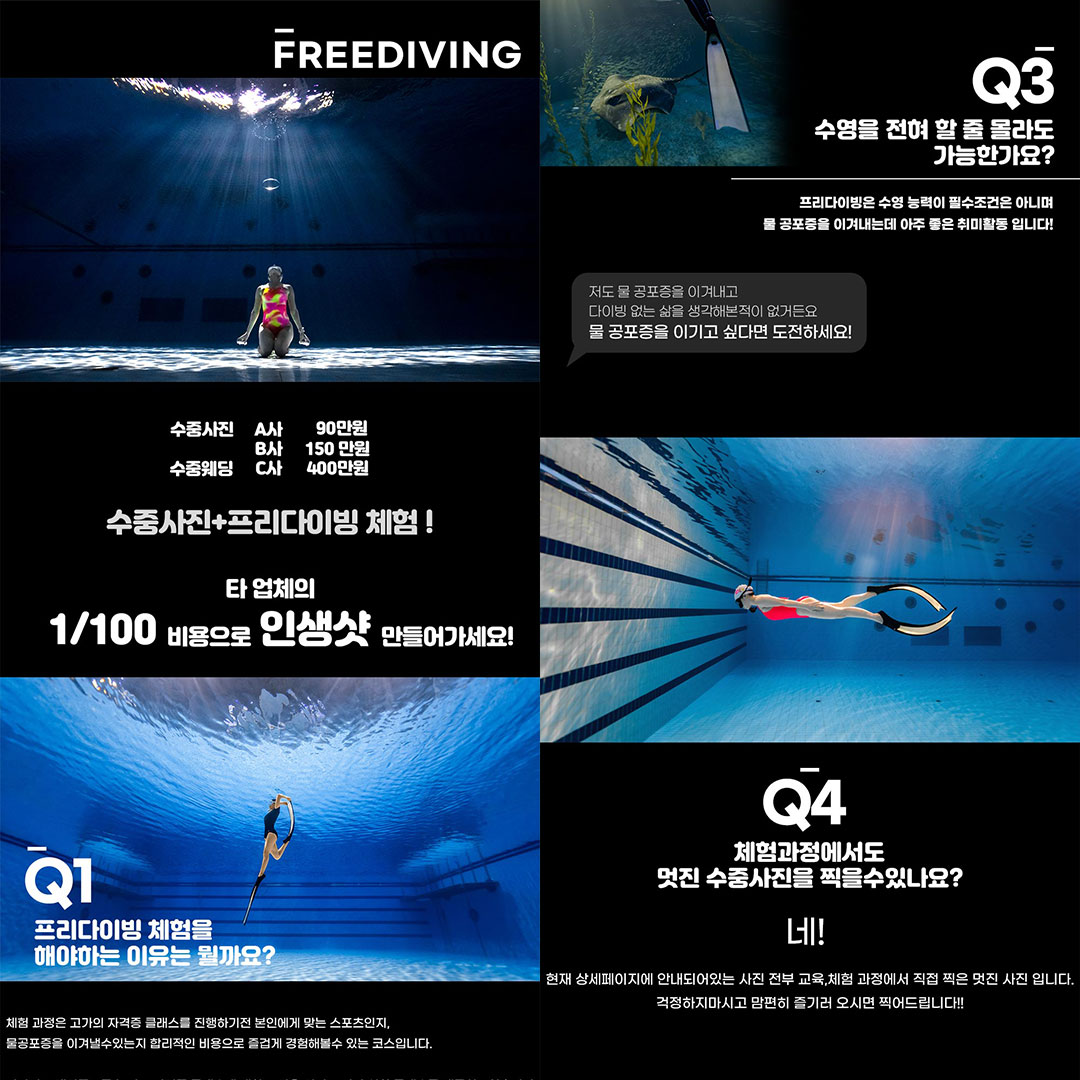 FREEDIVING
수중사진 A사 90만원
B사 150 만원
수중웨딩 C사 400만원
수중사진+프리다이빙 체험 !
타 업체의
1/100 비용으로 인생샷 만들어가세요!
Q1
프리다이빙 체험을
해야하는 이유는 뭘까요?
체험 과정은 고가의 자격증 클래스를 진행하기전 본인에게 맞는 스포츠인지,
물공포증을 이겨낼수있는지 합리적인 비용으로 즐겁게 경험해볼수 있는 코스입니다.
Q3
수영을 전혀 할 줄 몰라도
가능한가요?
프리다이빙은 수영 능력이 필수조건은 아니며
물 공포증을 이겨내는데 아주 좋은 취미활동 입니다!
저도 물 공포증을 이겨내고
다이빙 없는 삶을 생각해본적이 없거든요
물 공포증을 이기고 싶다면 도전하세요!
Q4
체험과정에서도
멋진 수중사진을 찍을수있나요?
네!
현재 상세페이지에 안내되어있는 사진 전부 교육,체험 과정에서 직접 찍은 멋진 사진 입니다.
걱정하지마시고 맘편히 즐기러 오시면 찍어드립니다!!